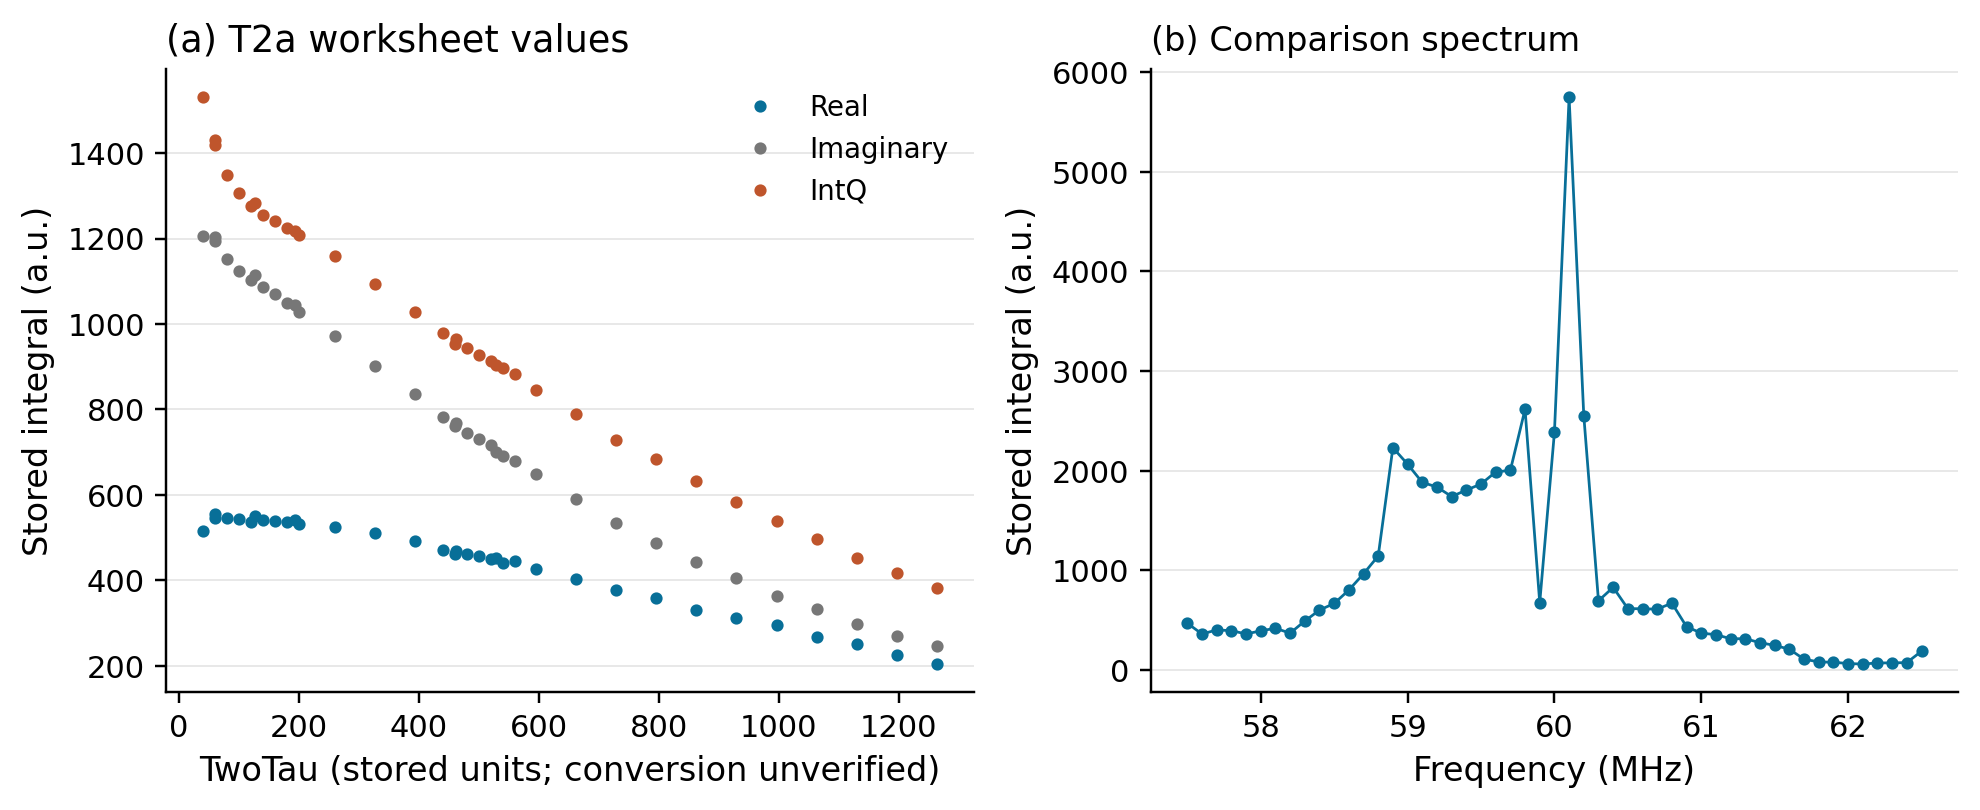 (a) T2a worksheet values
Stored integral (a.u.)
1400
1200
1000
800
600
400
200
0 200 400 600 800 1000 1200
TwoTau (stored units; conversion unverified)
Real
Imaginary
IntQ
(b) Comparison spectrum
Stored integral (a.u.)
6000
5000
4000
3000
2000
1000
0
58 59 60 61 62
Frequency (MHz)